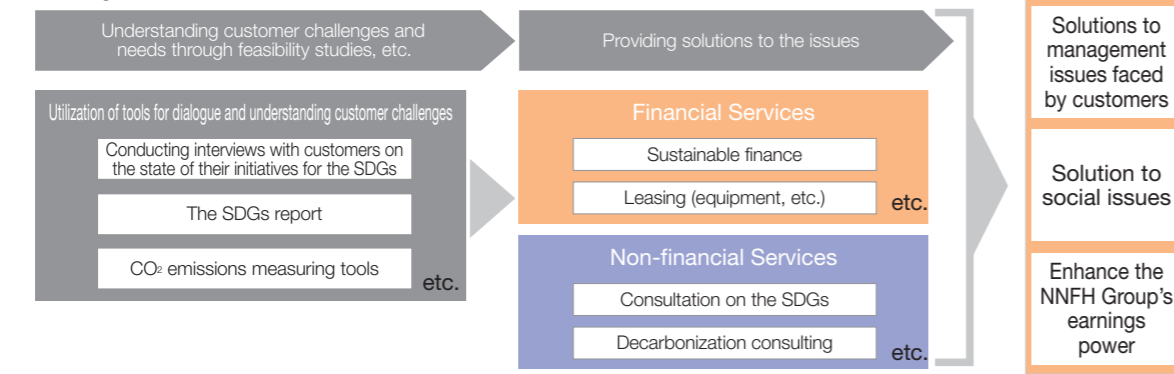 Understanding customer challenges and
needs through feasibility studies, etc.
Providing solutions to the issues
Utilization of tools for dialogue and understanding customer challenges
Conducting interviews with customers on
the state of their initiatives for the SDGs
The SDGs report
CO₂ emissions measuring tools
etc.
Financial Services
Sustainable finance
Leasing (equipment, etc.)
etc.
Non-financial Services
Consultation on the SDGs
Decarbonization consulting
etc.
Solutions to
management
issues faced
by customers
Solution to
social issues
Enhance the
NNFH Group's
earnings
power